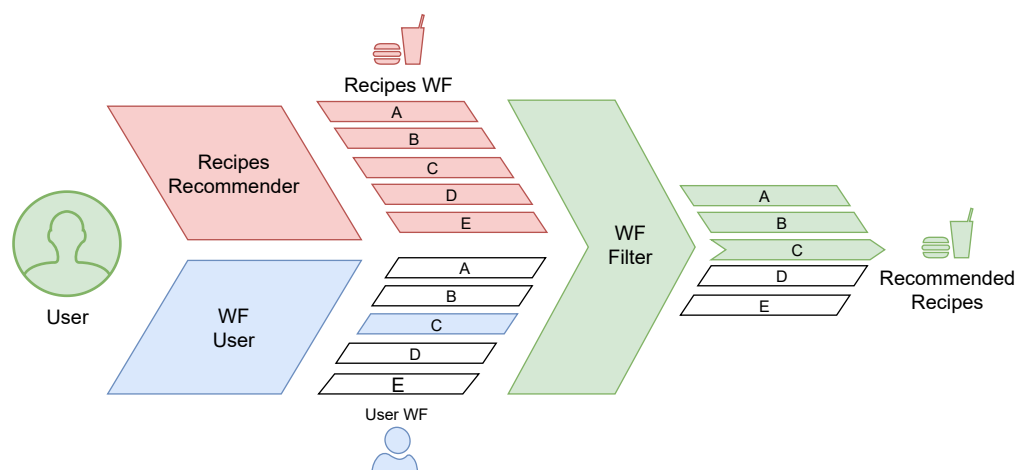 Recipes WF
A
B
C
D
E
Recipes
Recommender
User
WF
User
A
B
C
D
E
User WF
WF
Filter
A
B
C
D
E
Recommended
Recipes